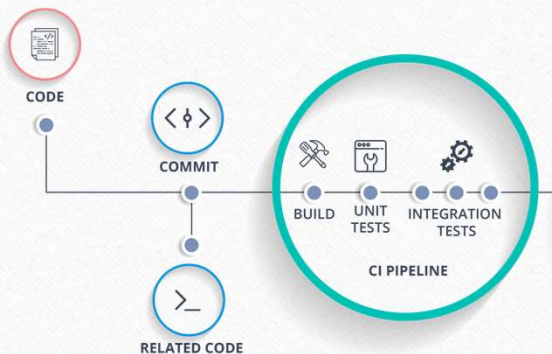 CODE
COMMIT
BUILD
UNIT
TESTS
INTEGRATION
TESTS
CI PIPELINE
RELATED CODE